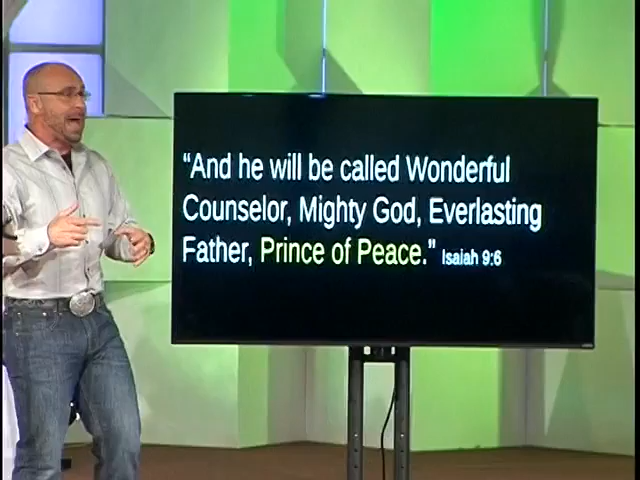 “And he will be called Wonderful
Counselor, Mighty God, Everlasting
Father, Prince of Peace.” Isaiah 9:6